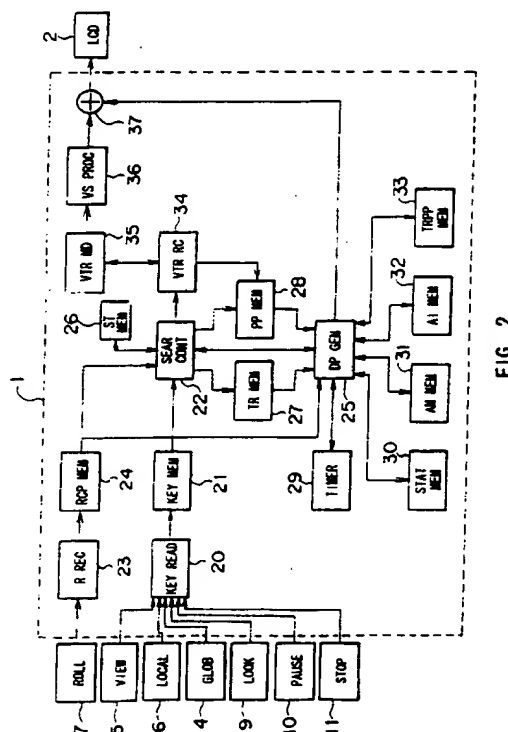 1
2
LCD
37
VS PROC
36
VTR MD
35
VTR RC
34
26
ST MEM
SEAR CONT
22
PP MEM
28
TR MEM
27
DP GEN
25
TRPP MEM
33
AI MEM
32
AM MEM
31
STAT MEM
30
TIMER
29
RCP MEM
24
KEY MEM
21
R REC
23
KEY READ
20
ROLL
7
VIEW
5
LOCAL
6
GLOB
4
LOOK
9
PAUSE
10
STOP
11
FIG. 2